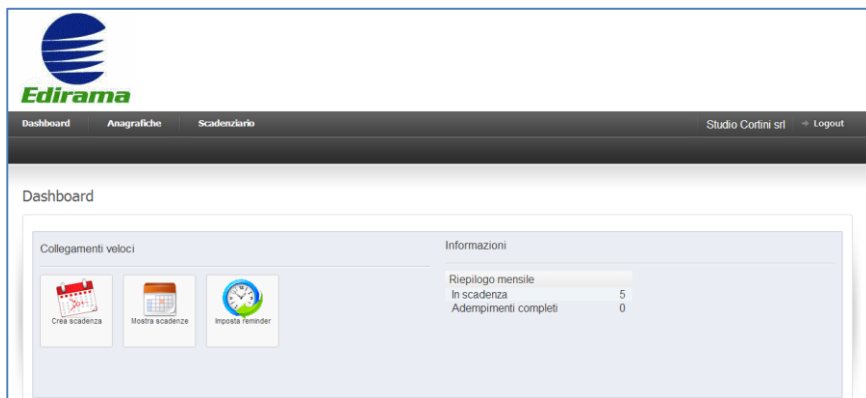 Edirama
Dashboard Anagrafiche Scadenziario Studio Cortini srl Logout
Dashboard
Collegamenti veloci
Crea scadenza Mostra scadenze Imposta reminder
Informazioni
Riepilogo mensile
In scadenza 5
Adempimenti completi 0